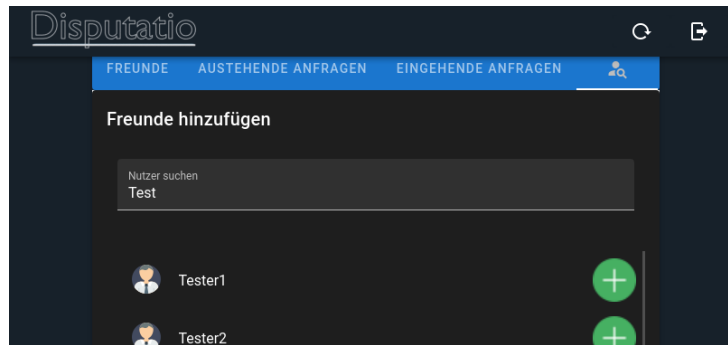 Disputatio
FREUNDE AUSTEHENDE ANFRAGEN EINGEHENDE ANFRAGEN
Freunde hinzufügen
Nutzer suchen
Test
Tester1
Tester2